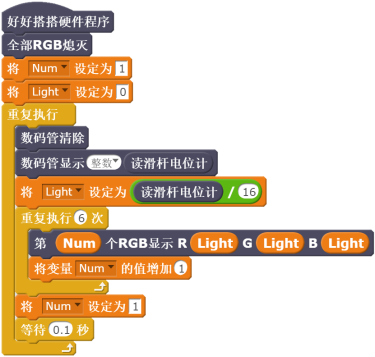 好好搭搭硬件程序
全部RGB熄灭
将 Num 设定为 1
将 Light 设定为 0
重复执行
数码管清除
数码管显示 整数 读滑杆电位计
将 Light 设定为 读滑杆电位计 / 16
重复执行 6 次
第 Num 个RGB显示 R Light G Light B Light
将变量 Num 的值增加 1
将 Num 设定为 1
等待 0.1 秒